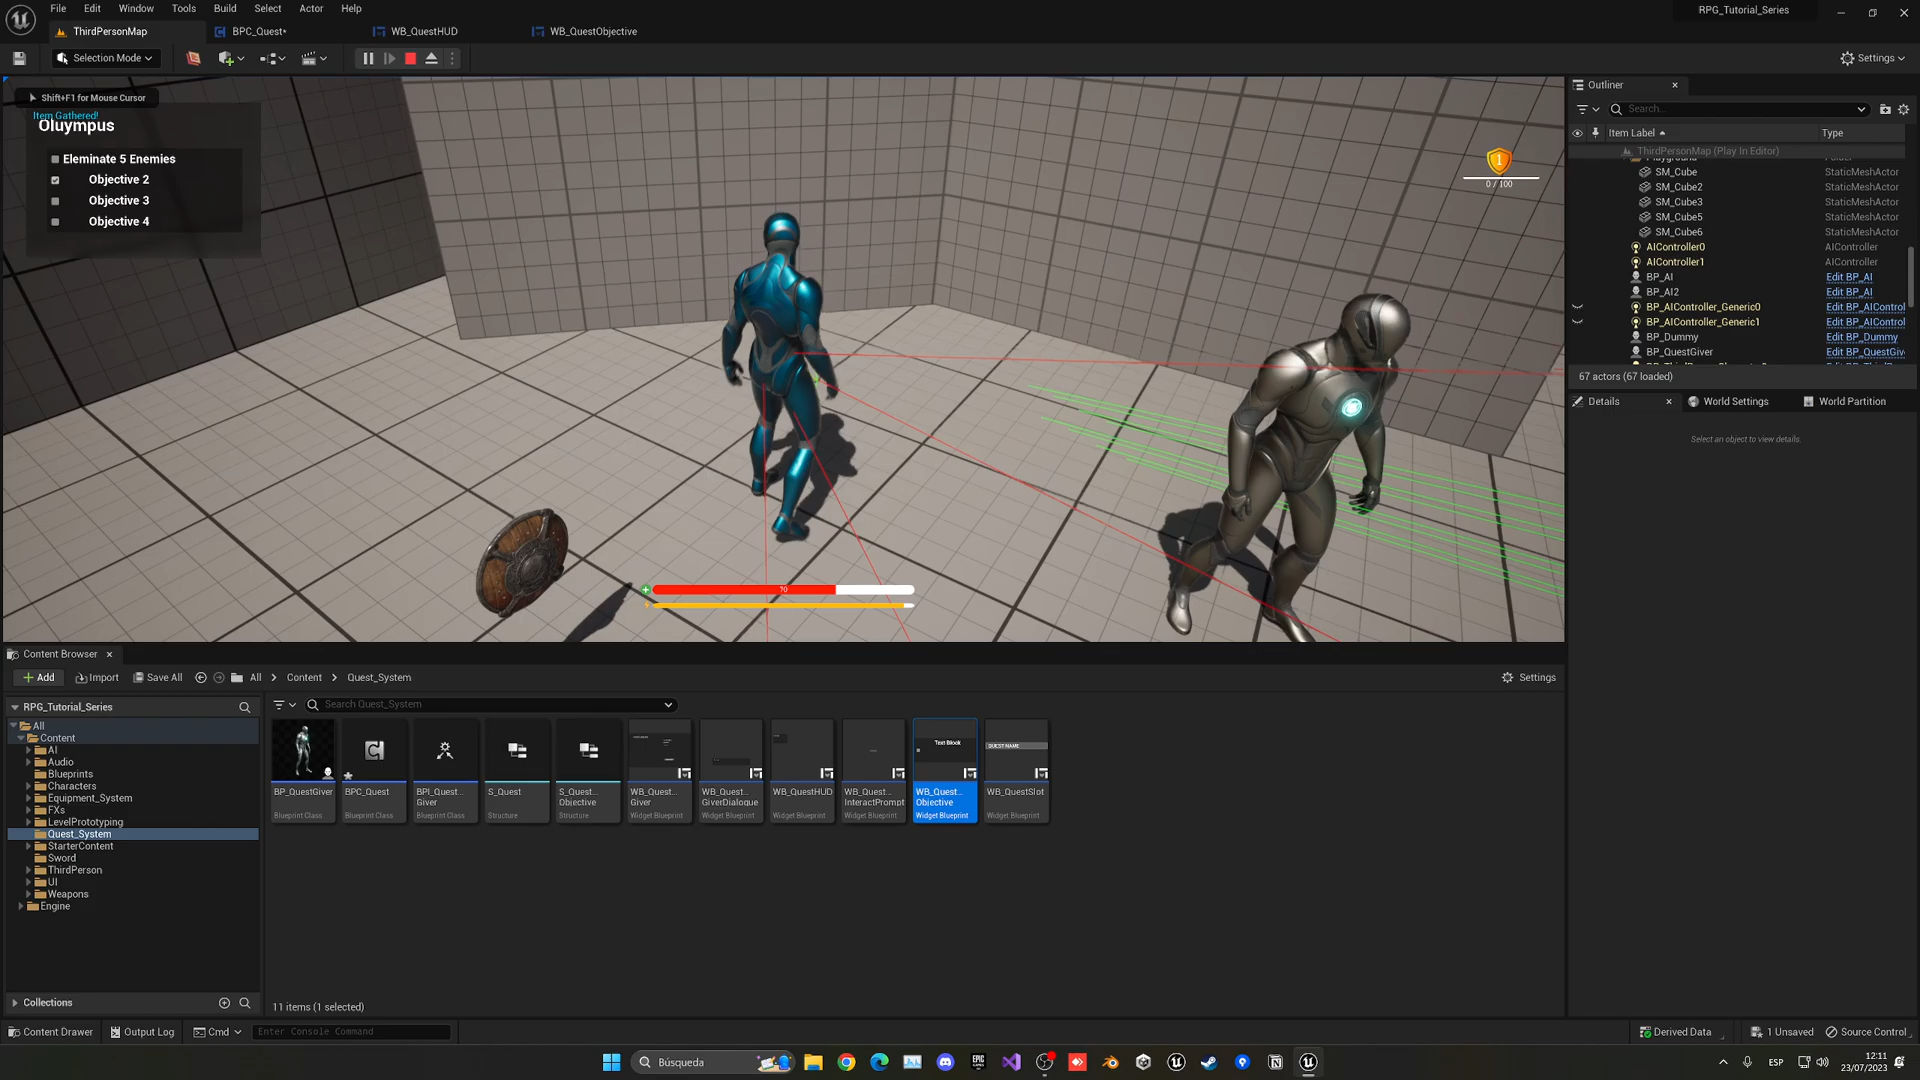 File Edit Window Tools Build Select Actor Help
RPG_Tutorial_Series
ThirdPersonMap
BPC_Quest*
WB_QuestHUD
WB_QuestObjective
Selection Mode
Settings
Shift+F1 for Mouse Cursor
Item Gathered!
Oluympus
Eleminate 5 Enemies
Objective 2
Objective 3
Objective 4
1
0 / 100
70
Outliner
Search...
Item Label
Type
ThirdPersonMap (Play In Editor)
Playground
Folder
SM_Cube StaticMeshActor
SM_Cube2 StaticMeshActor
SM_Cube3 StaticMeshActor
SM_Cube5 StaticMeshActor
SM_Cube6 StaticMeshActor
AIController0 AIController
AIController1 AIController
BP_AI Edit BP_AI
BP_AI2 Edit BP_AI
BP_AIController_Generic0 Edit BP_AIControl
BP_AIController_Generic1 Edit BP_AIControl
BP_Dummy Edit BP_Dummy
BP_QuestGiver Edit BP_QuestGiv
67 actors (67 loaded)
Details
World Settings
World Partition
Select an object to view details.
Content Browser
Add
Import
Save All
All
Content
Quest_System
Settings
RPG_Tutorial_Series
Search Quest_System
All
Content
AI
Audio
Blueprints
Characters
Equipment_System
FXs
LevelPrototyping
Quest_System
StarterContent
Sword
ThirdPerson
UI
Weapons
Engine
Text Block
QUEST NAME
BP_QuestGiver
Blueprint Class
BPC_Quest
Blueprint Class
BPI_Quest...
Giver
Blueprint Class
S_Quest
Structure
S_Quest...
Objective
Structure
WB_Quest...
Giver
Widget Blueprint
WB_Quest...
GiverDialogue
Widget Blueprint
WB_QuestHUD
Widget Blueprint
WB_Quest...
InteractPrompt
Widget Blueprint
WB_Quest...
Objective
Widget Blueprint
WB_QuestSlot
Widget Blueprint
11 items (1 selected)
Collections
Content Drawer
Output Log
Cmd
Enter Console Command
Derived Data
1 Unsaved
Source Control
Búsqueda
EPIC
GAMES
ESP
12:11
23/07/2023